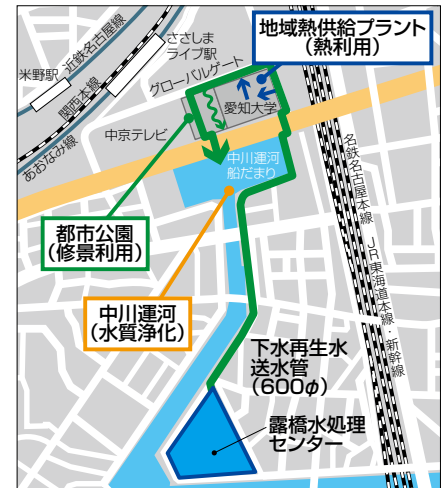 地域熱供給プラント
(熱利用)
ささしま
ライブ駅
近鉄名古屋線
米野駅
グローバルゲート
関西本線
愛知大学
あおなみ線
中京テレビ
中川運河
船だまり
都市公園
(修景利用)
名鉄名古屋本線
JR東海道本線・新幹線
中川運河
(水質浄化)
下水再生水
送水管
(600φ)
露橋水処理
センター